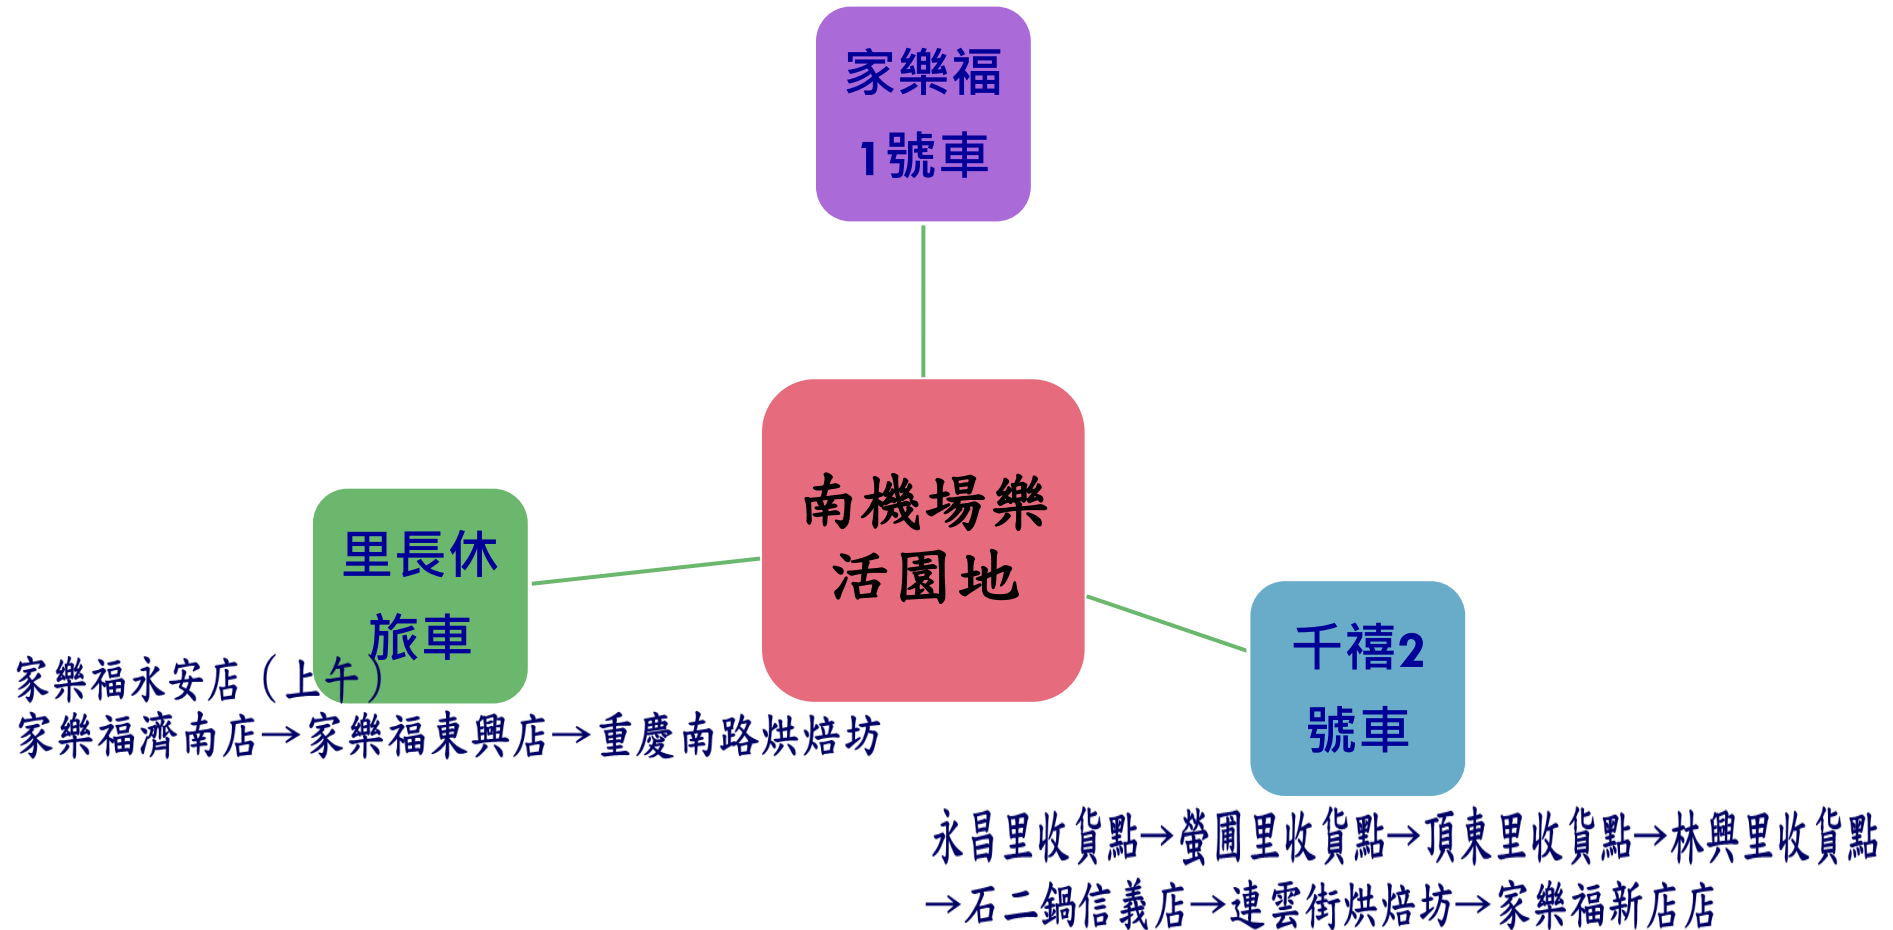 家樂福
1號車
南機場樂
活園地
里長休
旅車
家樂福永安店（上午）
家樂福濟南店→家樂福東興店→重慶南路烘焙坊
千禧2
號車
永昌里收貨點→螢圃里收貨點→頂東里收貨點→林興里收貨點
→石二鍋信義店→連雲街烘焙坊→家樂福新店店